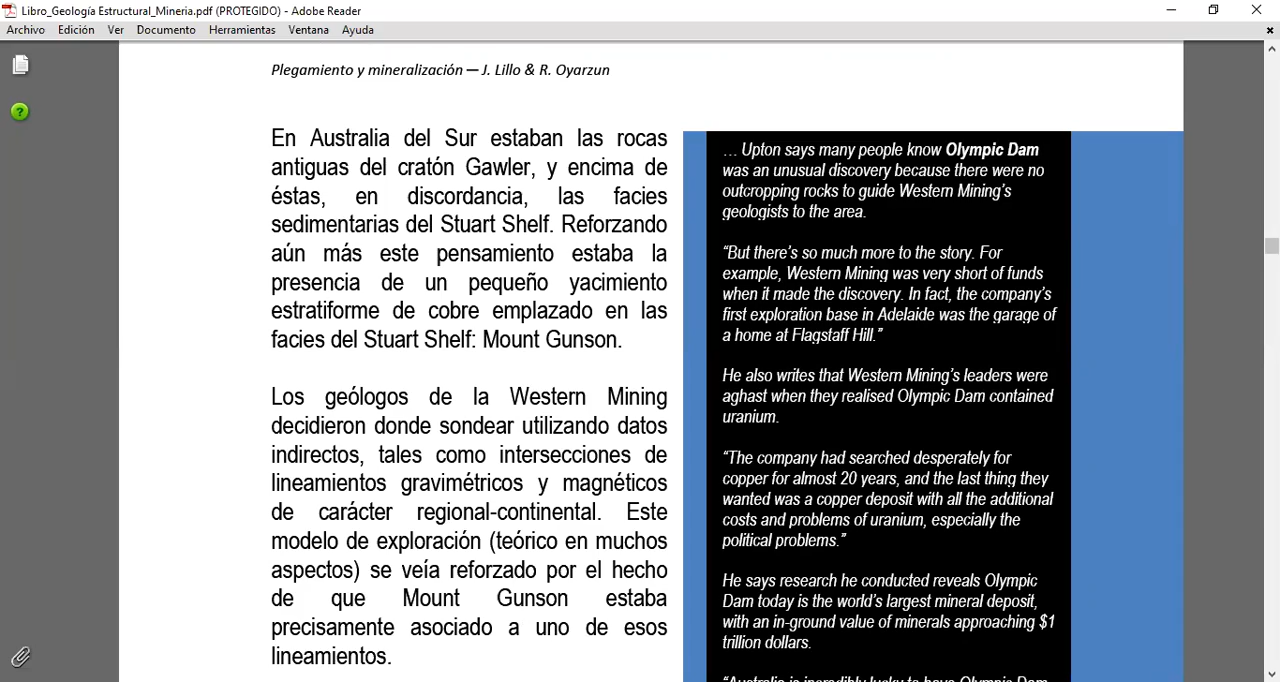 Libro_Geología Estructural_Mineria.pdf (PROTEGIDO) - Adobe Reader
Archivo Edición Ver Documento Herramientas Ventana Ayuda
Plegamiento y mineralización — J. Lillo & R. Oyarzun
En Australia del Sur estaban las rocas
antiguas del cratón Gawler, y encima de
éstas, en discordancia, las facies
sedimentarias del Stuart Shelf. Reforzando
aún más este pensamiento estaba la
presencia de un pequeño yacimiento
estratiforme de cobre emplazado en las
facies del Stuart Shelf: Mount Gunson.
Los geólogos de la Western Mining
decidieron donde sondear utilizando datos
indirectos, tales como intersecciones de
lineamientos gravimétricos y magnéticos
de carácter regional-continental. Este
modelo de exploración (teórico en muchos
aspectos) se veía reforzado por el hecho
de que Mount Gunson estaba
precisamente asociado a uno de esos
lineamientos.
… Upton says many people know Olympic Dam
was an unusual discovery because there were no
outcropping rocks to guide Western Mining’s
geologists to the area.
“But there’s so much more to the story. For
example, Western Mining was very short of funds
when it made the discovery. In fact, the company’s
first exploration base in Adelaide was the garage of
a home at Flagstaff Hill.”
He also writes that Western Mining’s leaders were
aghast when they realised Olympic Dam contained
uranium.
“The company had searched desperately for
copper for almost 20 years, and the last thing they
wanted was a copper deposit with all the additional
costs and problems of uranium, especially the
political problems.”
He says research he conducted reveals Olympic
Dam today is the world’s largest mineral deposit,
with an in-ground value of minerals approaching $1
trillion dollars.
“Australia is incredibly lucky to have Olympic Dam